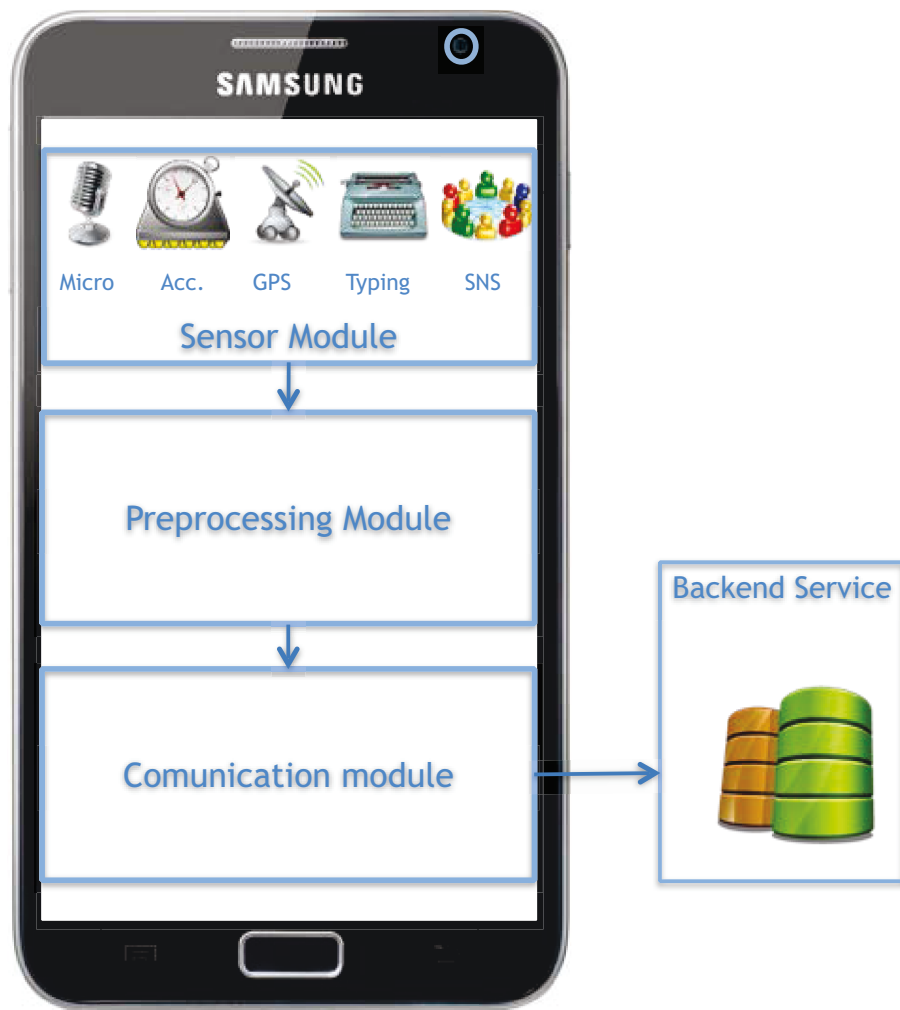 SAMSUNG
Micro Acc. GPS Typing SNS
Sensor Module
Preprocessing Module
Backend Service
Comunication module